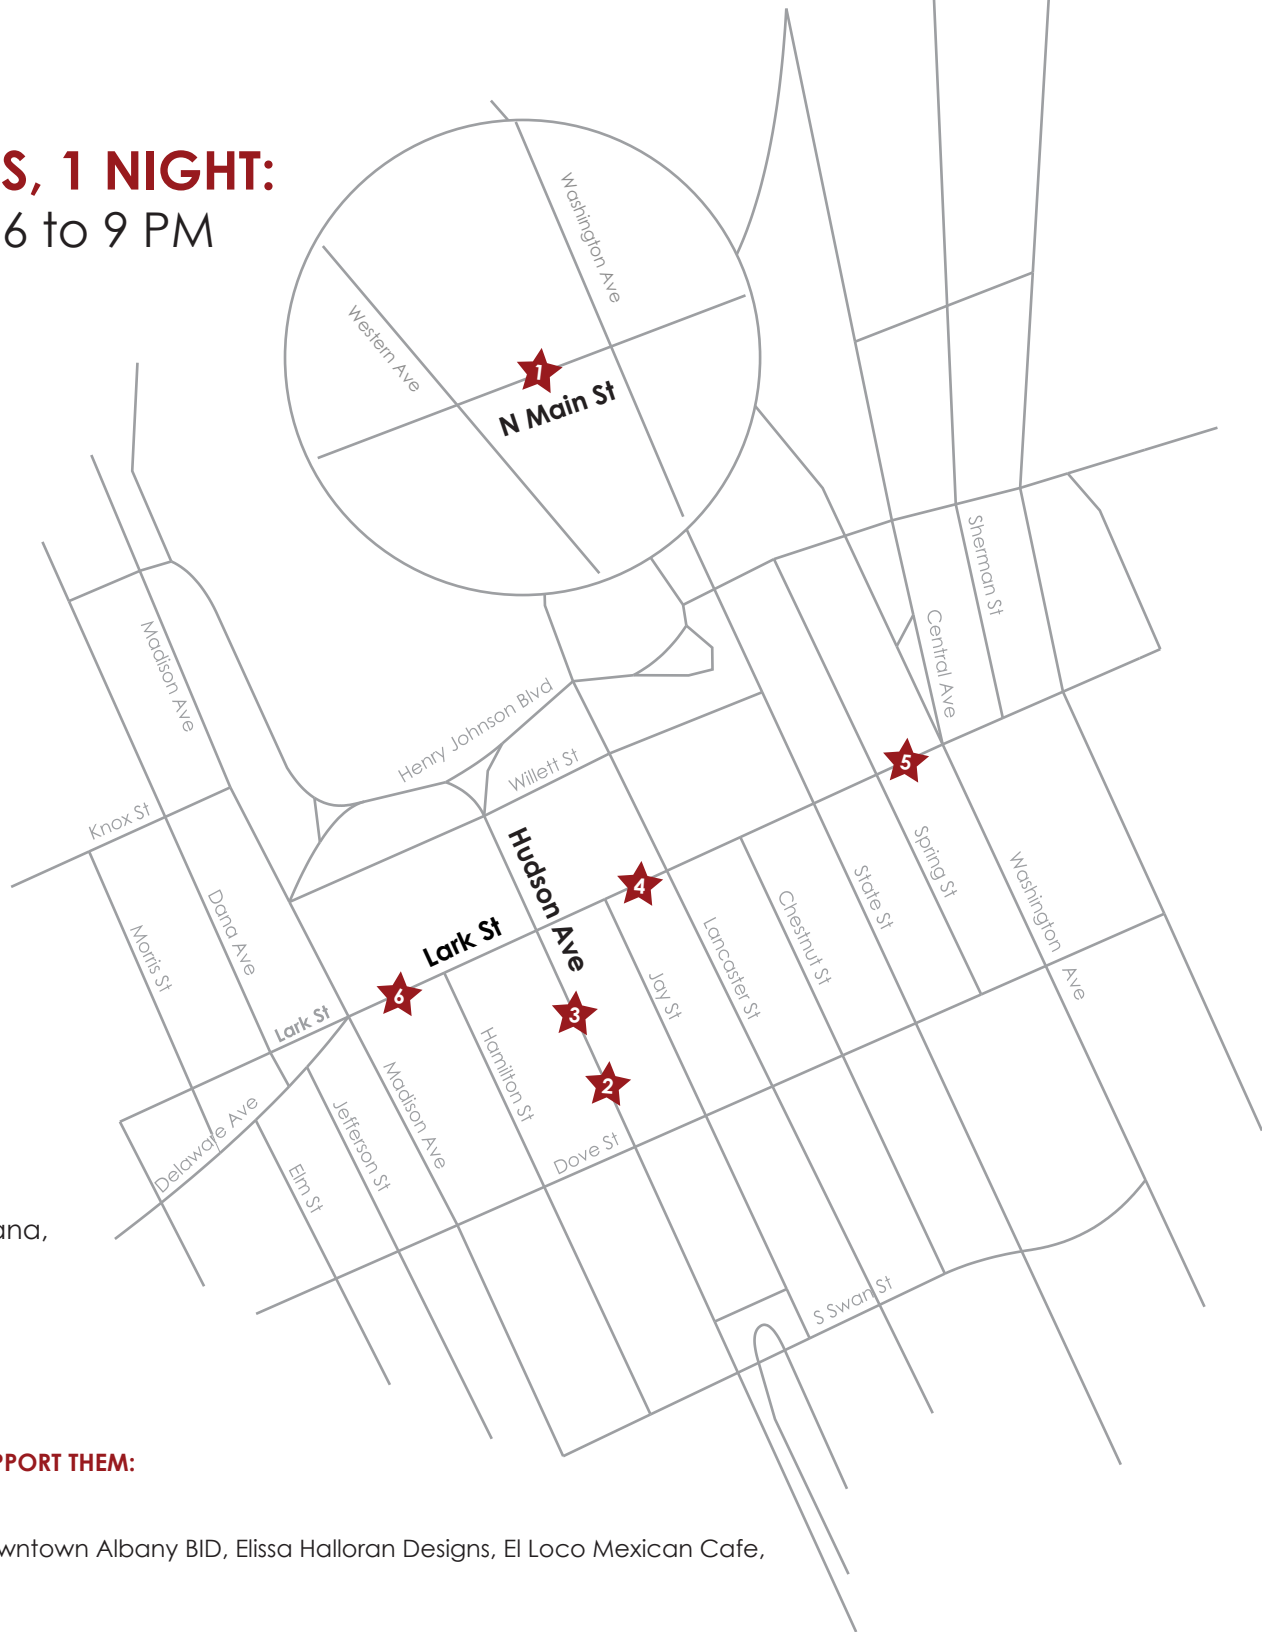 S, 1 NIGHT:
6 to 9 PM
Washington Ave
Western Ave
1
N Main St
Sherman St
Central Ave
Madison Ave
Henry Johnson Blvd
Willett St
5
Knox St
Hudson Ave
Spring St
Washington Ave
State St
4
Chestnut St
Dana Ave
Lark St
Morris St
Lancaster St
Jay St
6
3
Lark St
Hamilton St
2
Madison Ave
Jefferson St
Delaware Ave
Dove St
Elm St
ana,
S Swan St
PPORT THEM:
wntown Albany BID, Elissa Halloran Designs, El Loco Mexican Cafe,